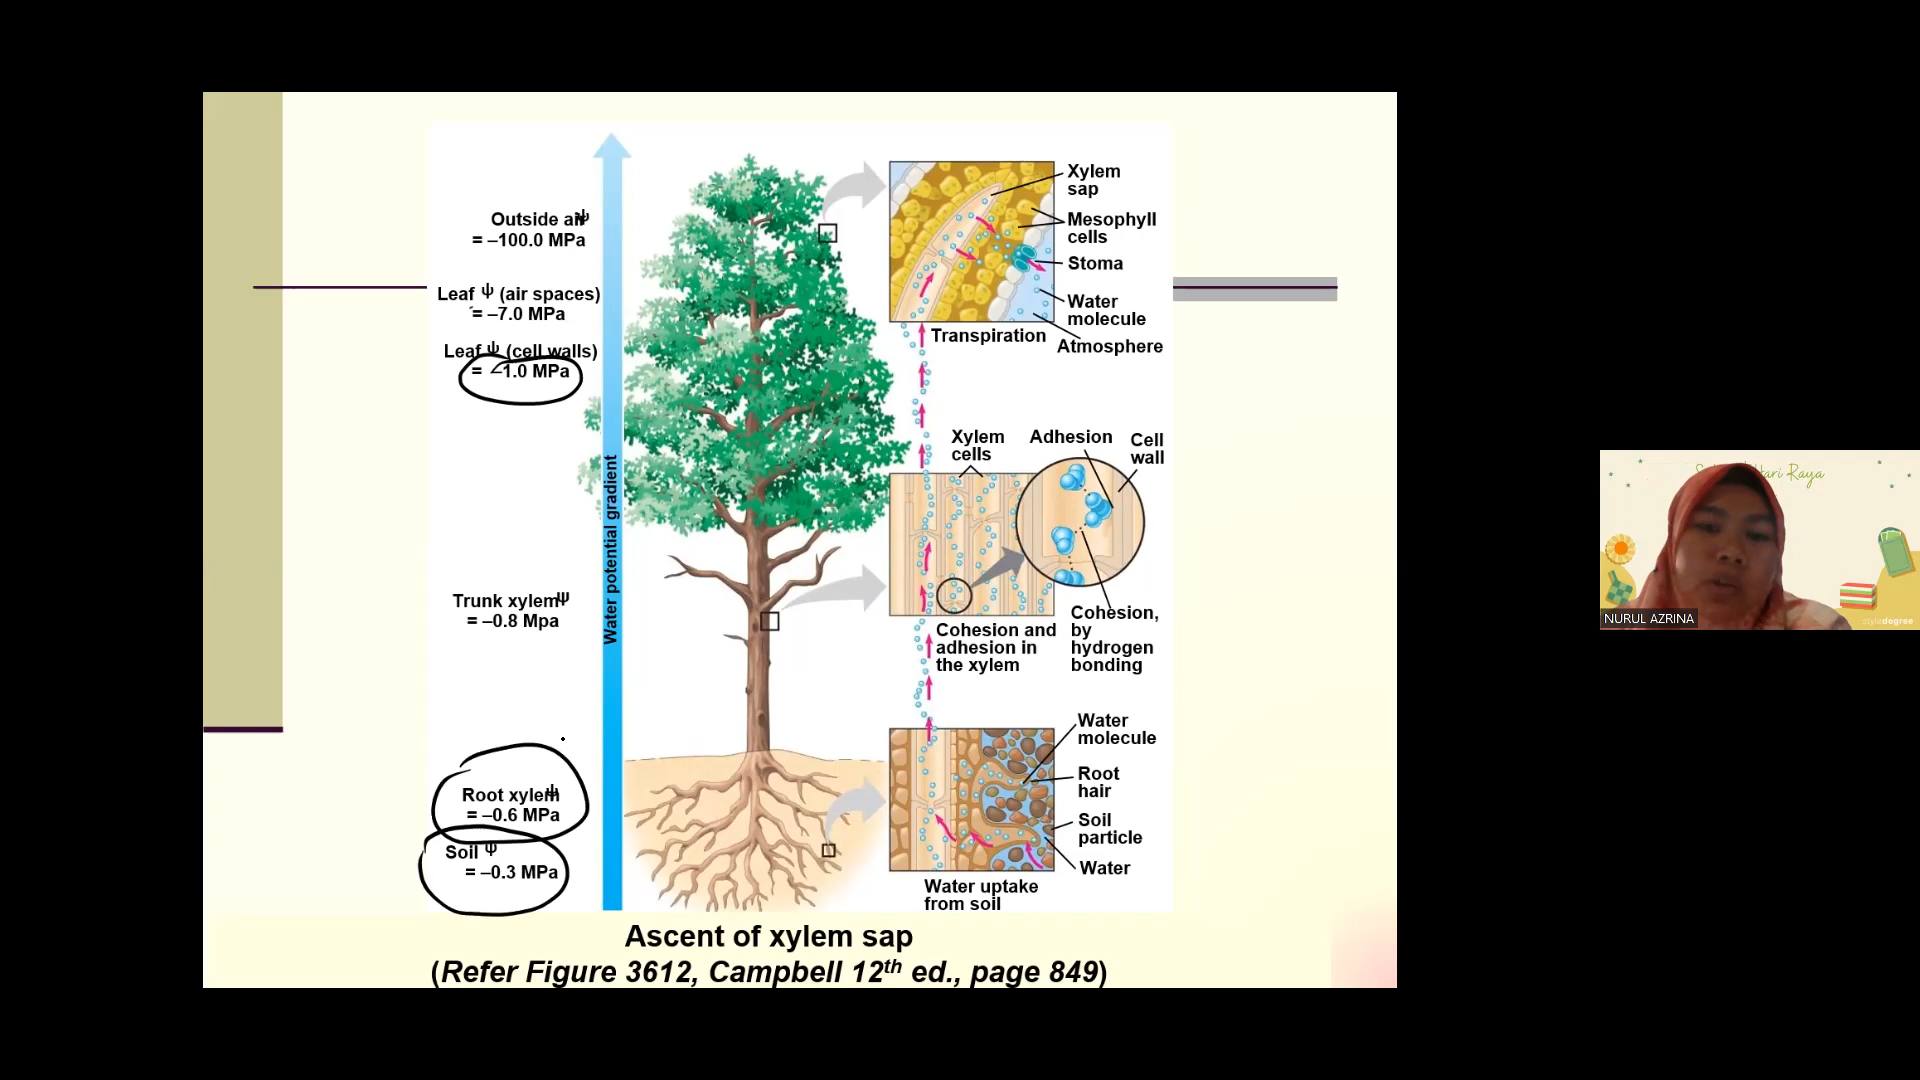 Outside air ψ
= –100.0 MPa
Leaf ψ (air spaces)
= –7.0 MPa
Leaf ψ (cell walls)
= –1.0 MPa
Trunk xylem ψ
= –0.8 Mpa
Root xylem ψ
= –0.6 MPa
Soil ψ
= –0.3 MPa
Water potential gradient
Xylem
sap
Mesophyll
cells
Stoma
Water
molecule
Atmosphere
Transpiration
Xylem
cells
Adhesion
Cell
wall
Cohesion and
adhesion in
the xylem
Cohesion,
by
hydrogen
bonding
Water
molecule
Root
hair
Soil
particle
Water
Water uptake
from soil
Ascent of xylem sap
(Refer Figure 3612, Campbell 12th ed., page 849)
Hari Raya
NURUL AZRINA
styledegree